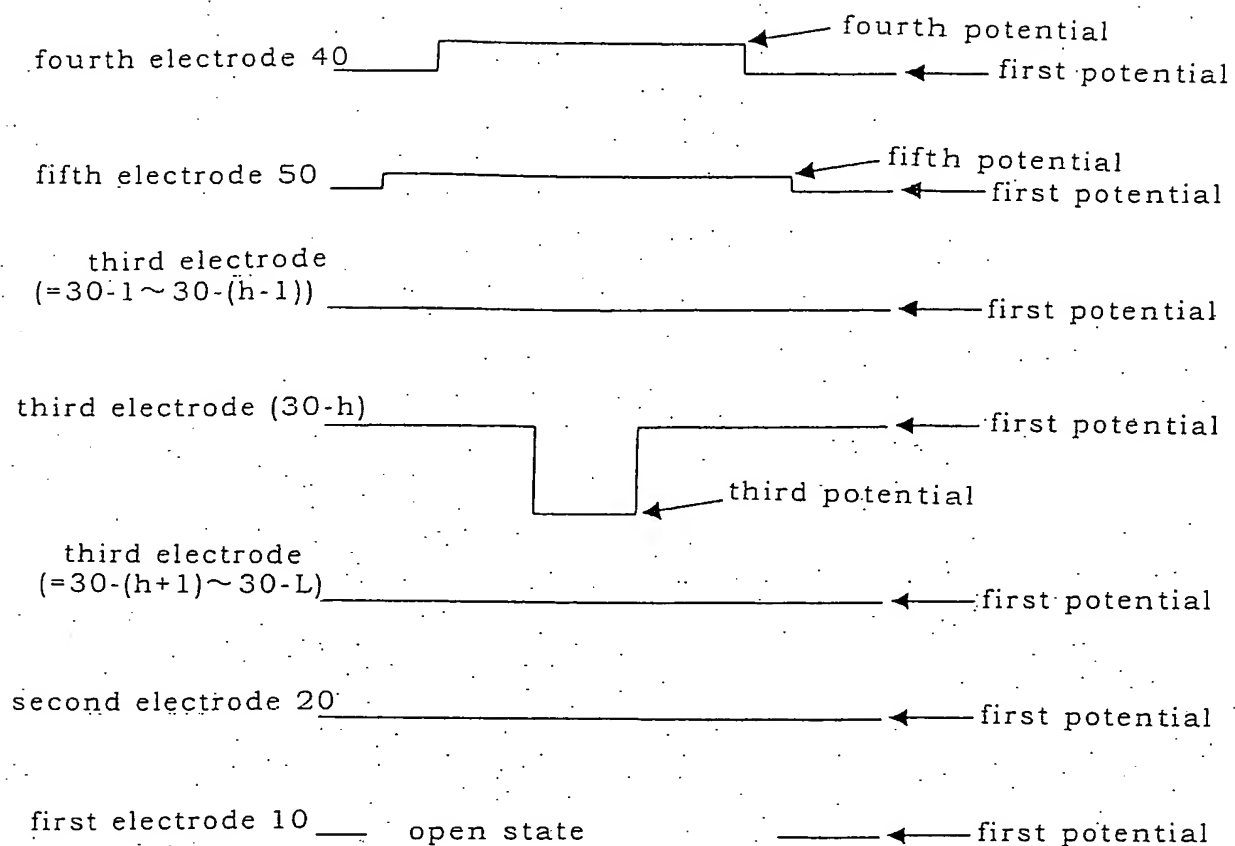 fourth potential
fourth electrode 40
first potential
fifth potential
fifth electrode 50
first potential
third electrode
(=30-1~30-(h-1))
first potential
third electrode (30-h)
first potential
third potential
third electrode
(=30-(h+1)~30-L)
first potential
second electrode 20
first potential
first electrode 10
open state
first potential